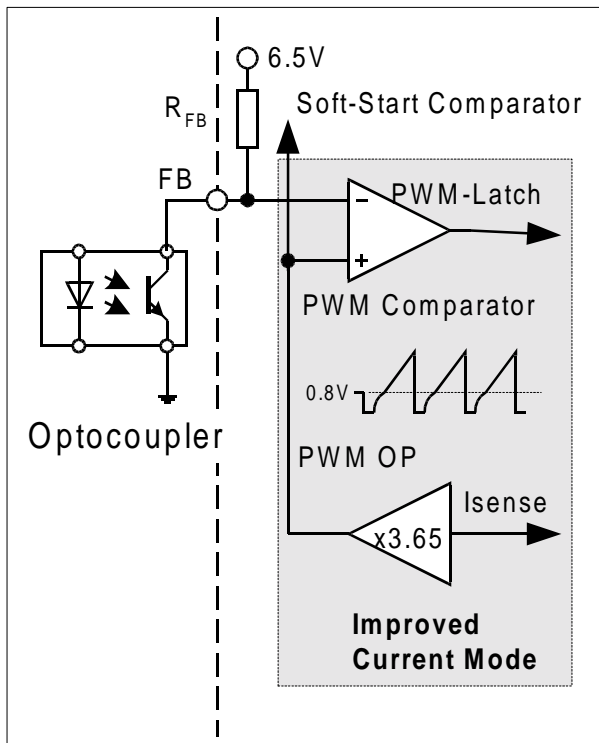 6.5V
R_FB
Soft-Start Comparator
FB
PWM-Latch
PWM Comparator
0.8V
Optocoupler
PWM OP
Isense
x3.65
Improved
Current Mode